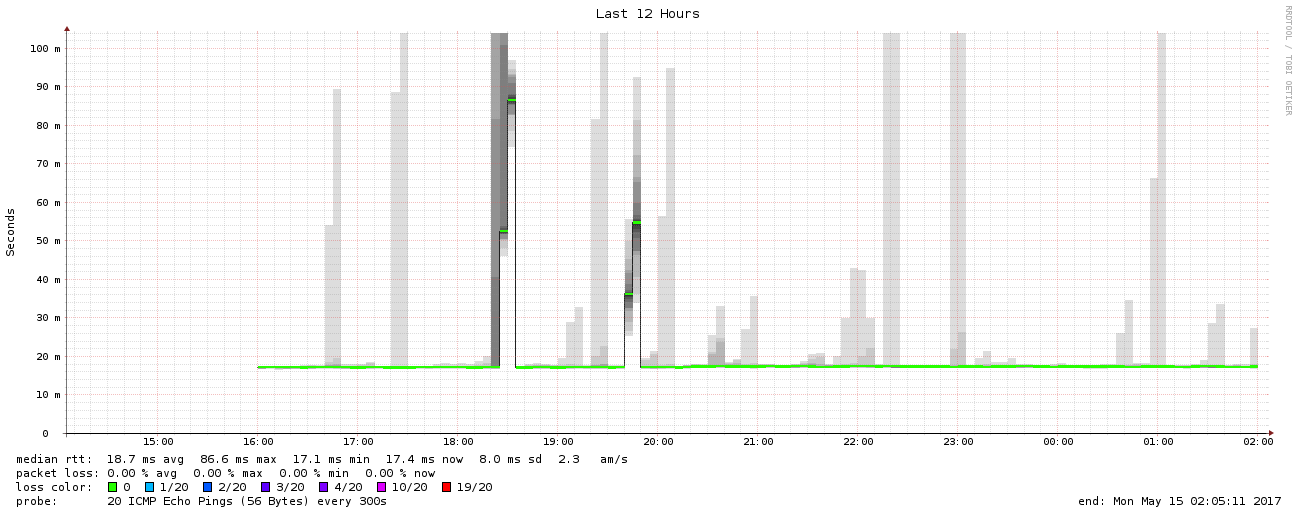 Last 12 Hours
RRDTOOL / TOBI OETIKER
Seconds
100 m
90 m
80 m
70 m
60 m
50 m
40 m
30 m
20 m
10 m
0
15:00 16:00 17:00 18:00 19:00 20:00 21:00 22:00 23:00 00:00 01:00 02:00
median rtt: 18.7 ms avg 86.6 ms max 17.1 ms min 17.4 ms now 8.0 ms sd 2.3 am/s
packet loss: 0.00 % avg 0.00 % max 0.00 % min 0.00 % now
loss color: 0 1/20 2/20 3/20 4/20 10/20 19/20
probe: 20 ICMP Echo Pings (56 Bytes) every 300s end: Mon May 15 02:05:11 2017